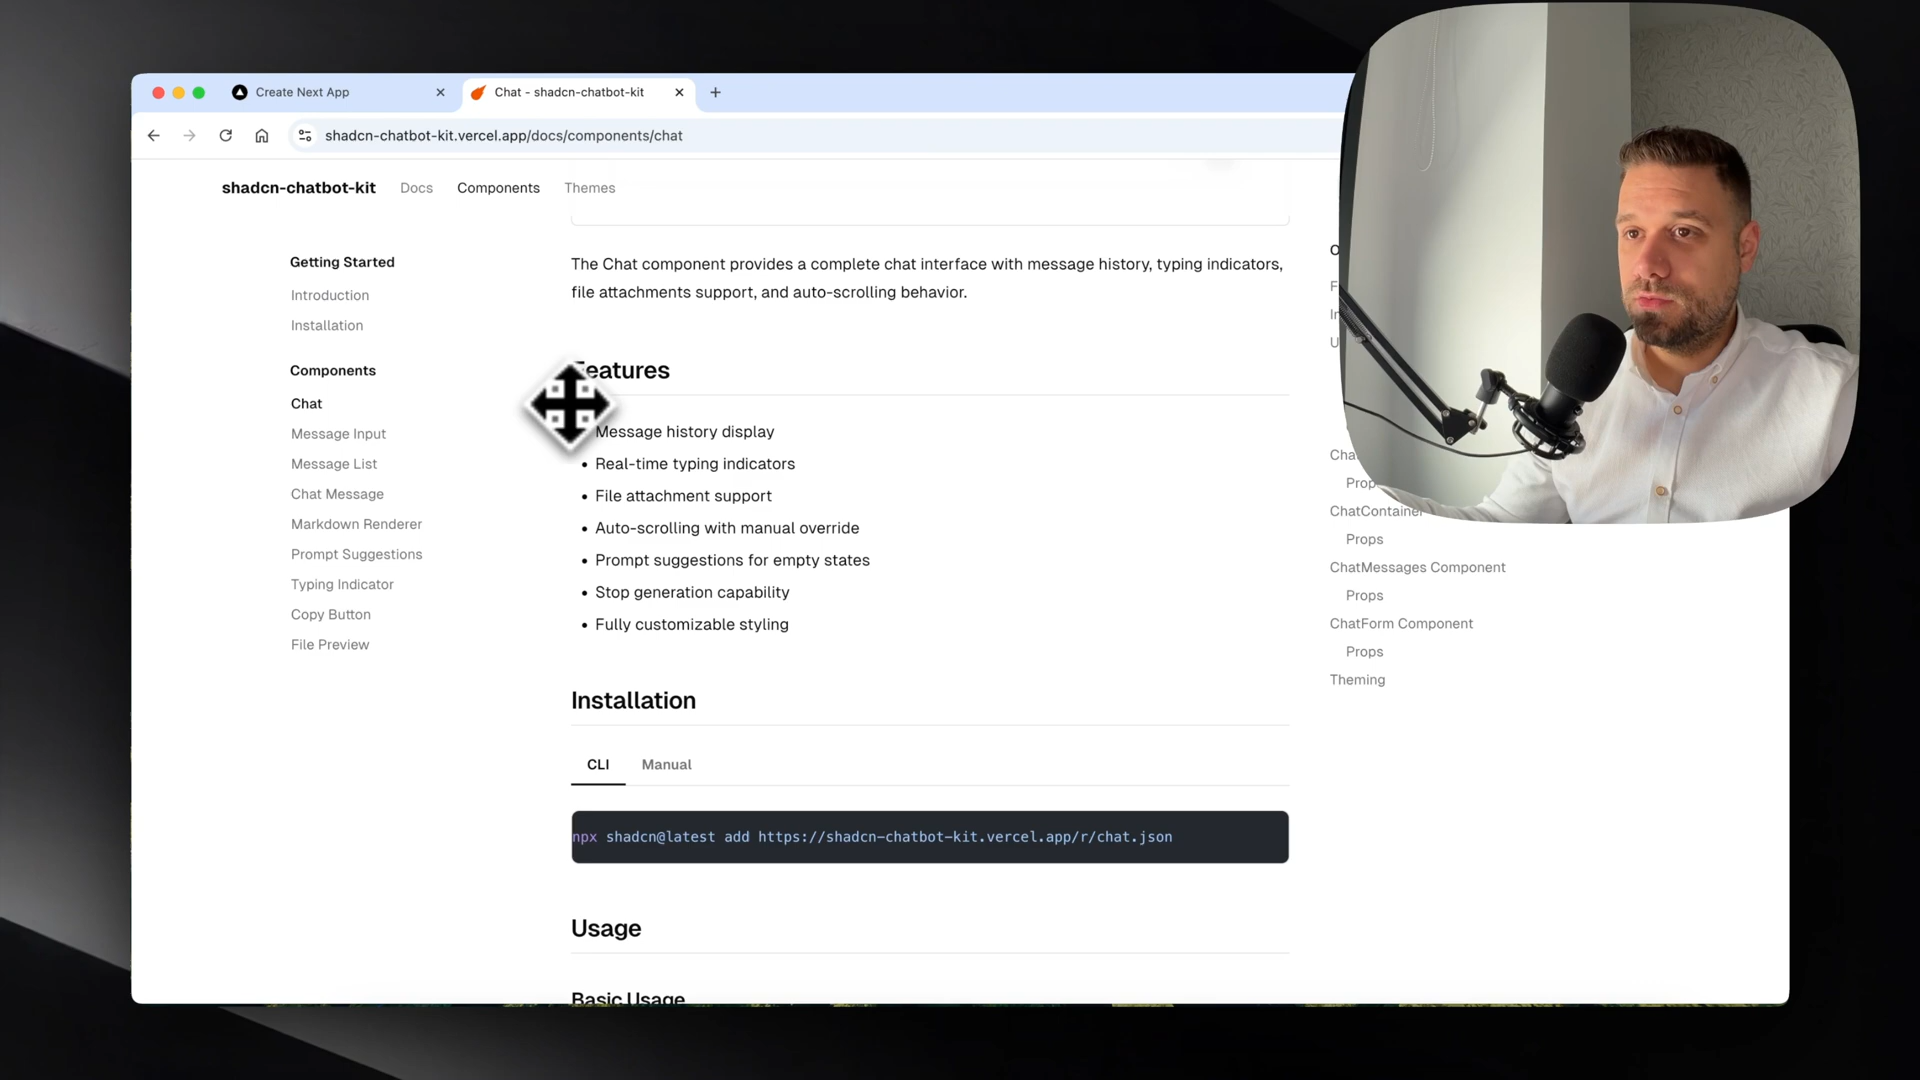 Create Next App
Chat - shadcn-chatbot-kit
shadcn-chatbot-kit.vercel.app/docs/components/chat
shadcn-chatbot-kit
Docs
Components
Themes
Getting Started
Introduction
Installation
Components
Chat
Message Input
Message List
Chat Message
Markdown Renderer
Prompt Suggestions
Typing Indicator
Copy Button
File Preview
The Chat component provides a complete chat interface with message history, typing indicators,
file attachments support, and auto-scrolling behavior.
Features
Message history display
• Real-time typing indicators
• File attachment support
• Auto-scrolling with manual override
• Prompt suggestions for empty states
• Stop generation capability
• Fully customizable styling
Installation
CLI
Manual
npx shadcn@latest add https://shadcn-chatbot-kit.vercel.app/r/chat.json
Usage
Basic Usage
ChatContainer
Props
ChatMessages Component
Props
ChatForm Component
Props
Theming